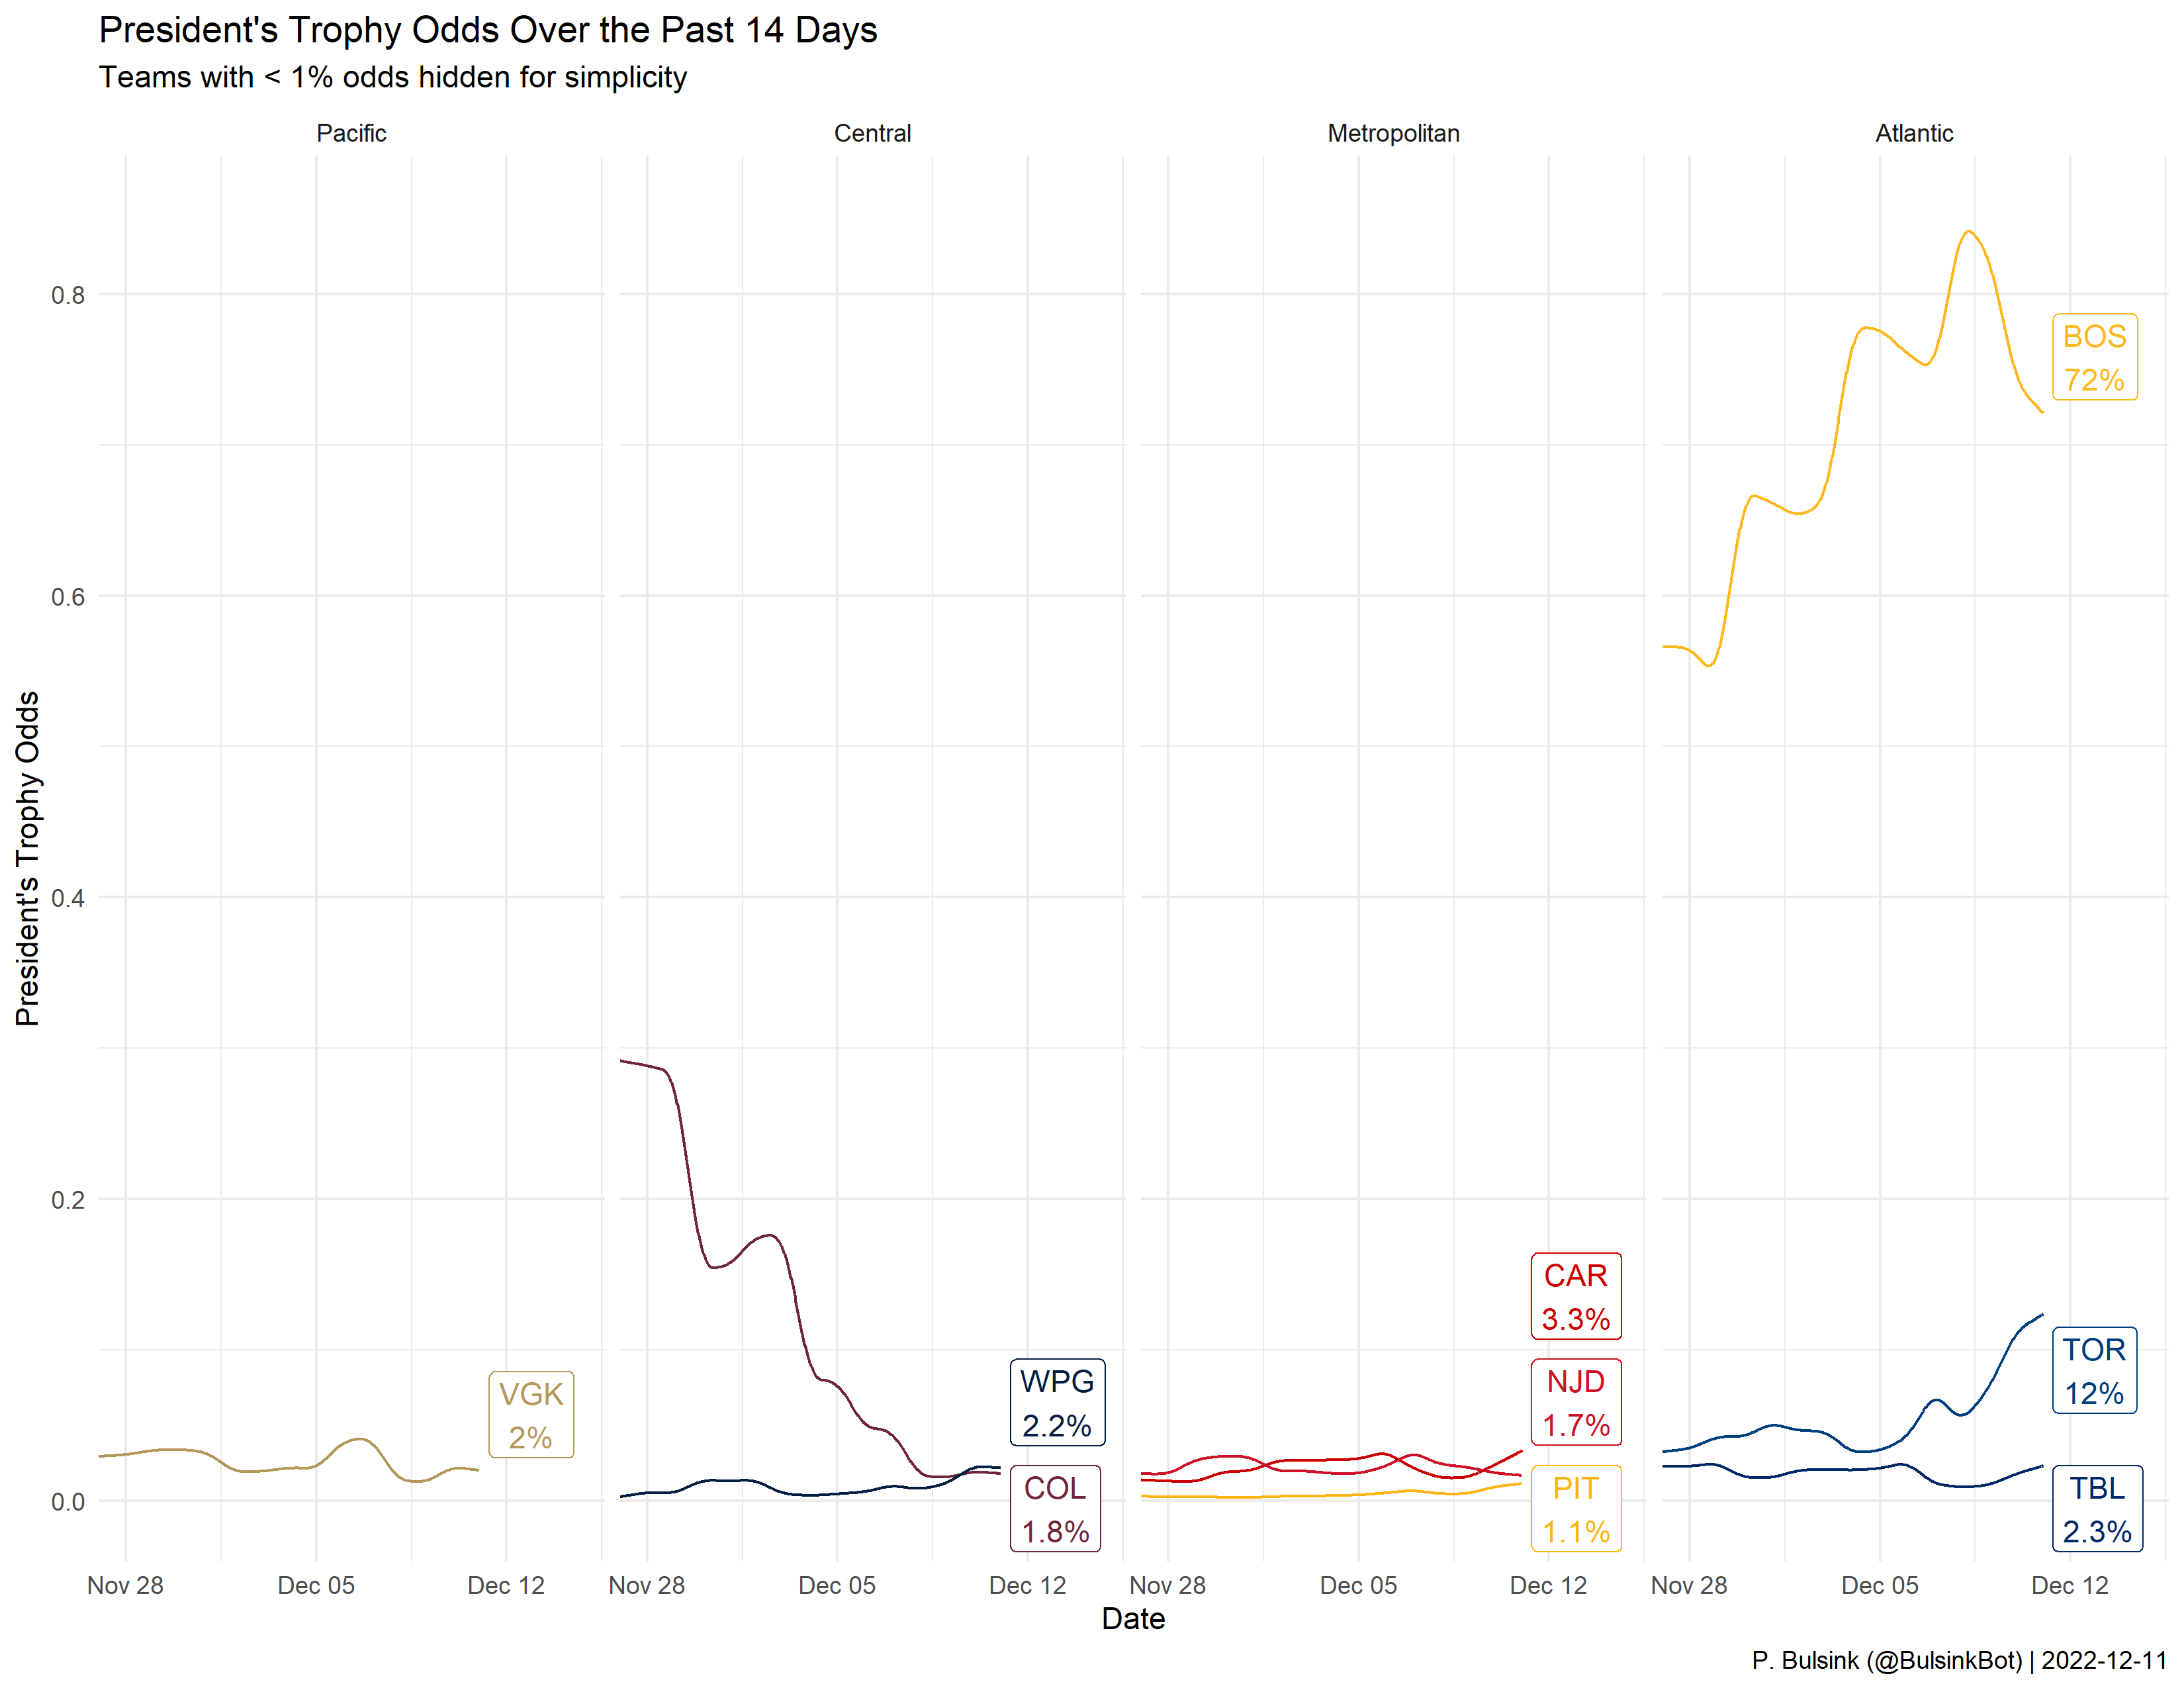 President's Trophy Odds Over the Past 14 Days
Teams with < 1% odds hidden for simplicity
Pacific
Central
Metropolitan
Atlantic
President's Trophy Odds
0.8
0.6
0.4
0.2
0.0
VGK
2%
WPG
2.2%
COL
1.8%
CAR
3.3%
NJD
1.7%
PIT
1.1%
BOS
72%
TOR
12%
TBL
2.3%
Nov 28 Dec 05 Dec 12 Nov 28 Dec 05 Dec 12 Nov 28 Dec 05 Dec 12 Nov 28 Dec 05 Dec 12
Date
P. Bulsink (@BulsinkBot) | 2022-12-11